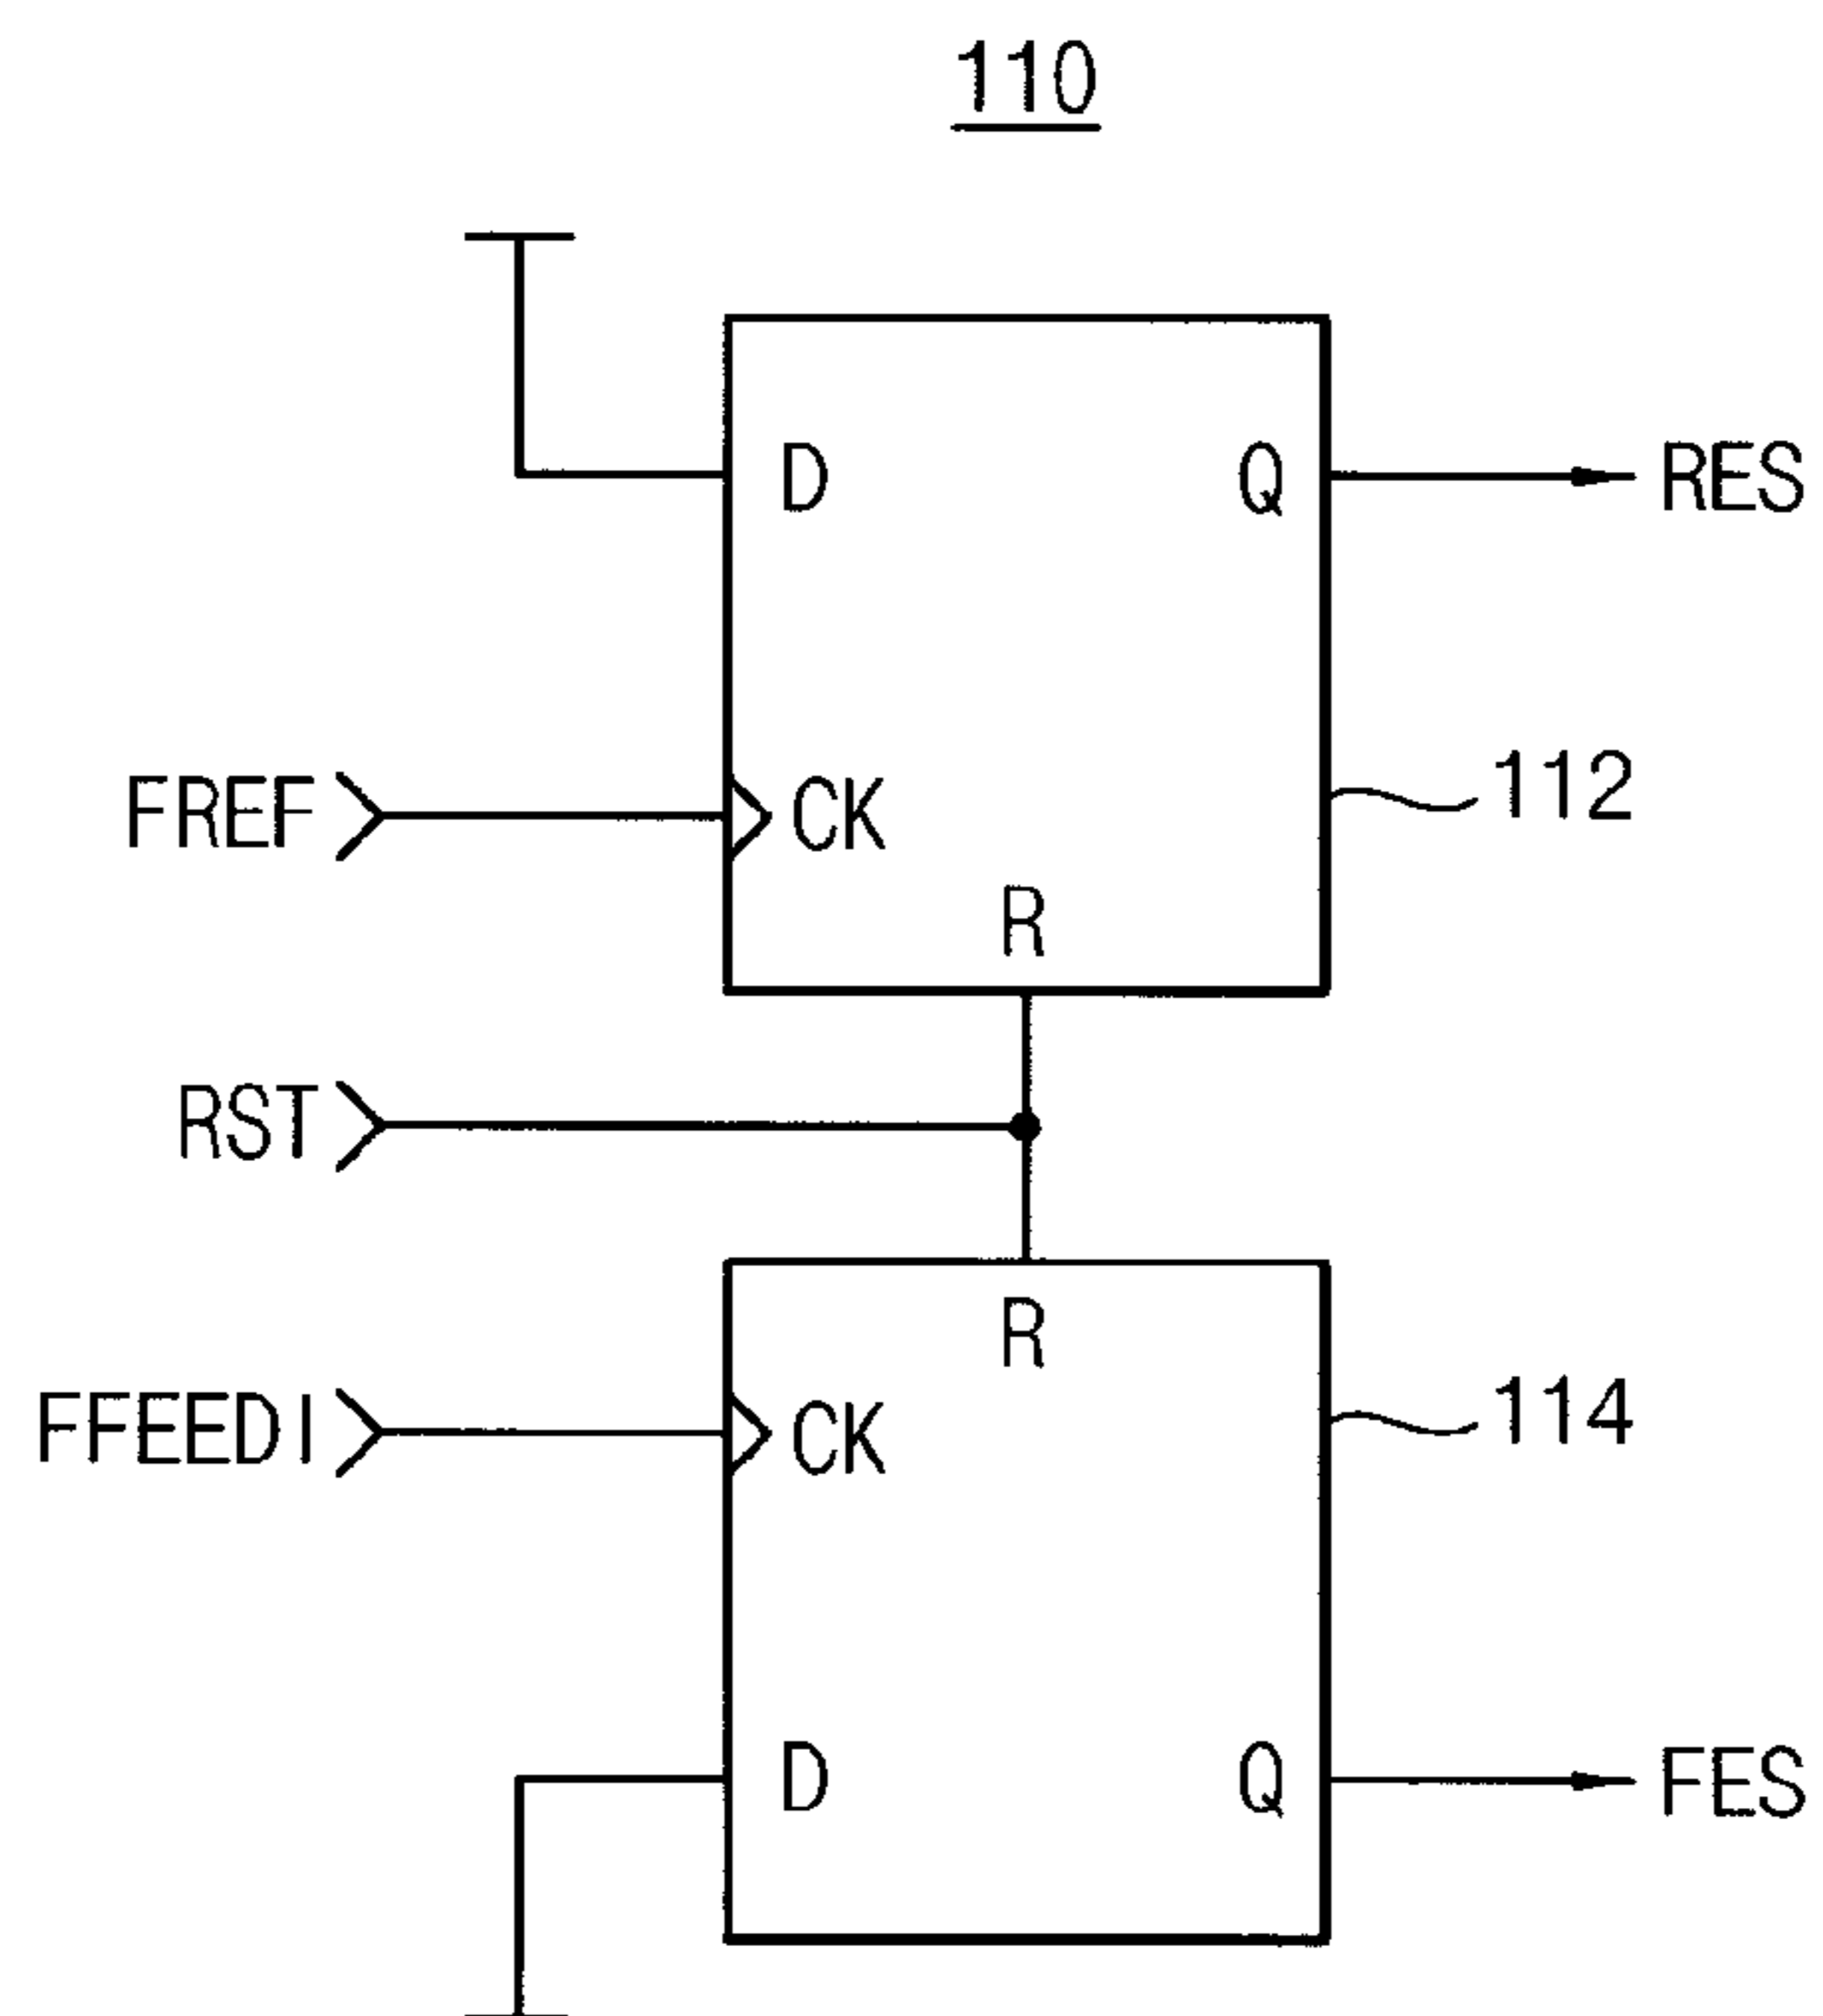 110
D Q RES
FREF CK 112
R
RST
R
FFEEDI CK 114
D Q FES